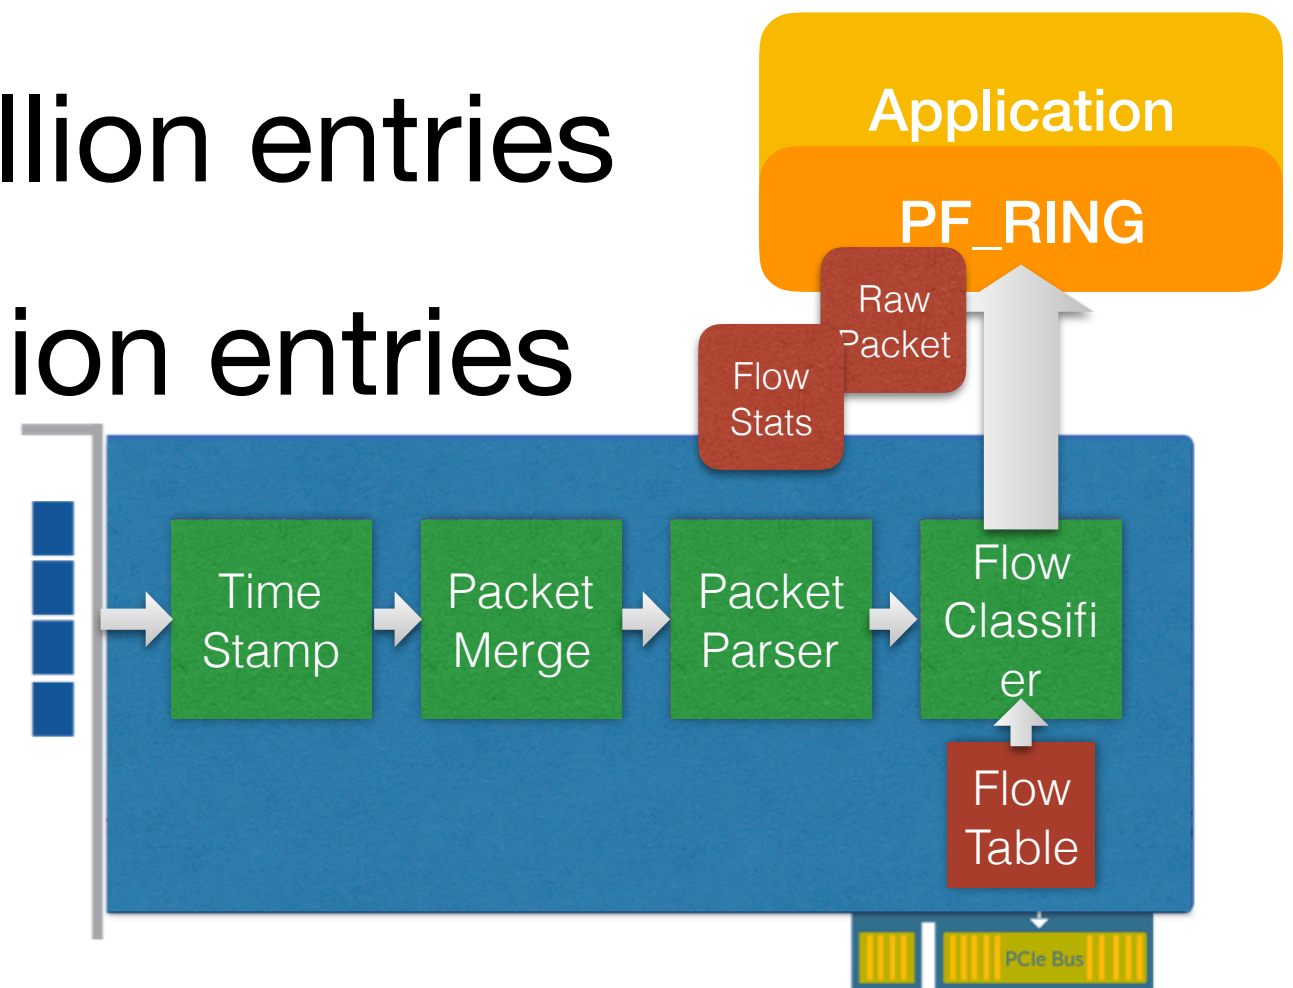 llion entries
ion entries
Application
PF_RING
Raw
Packet
Flow
Stats
Time
Stamp
Packet
Merge
Packet
Parser
Flow
Classifi
er
Flow
Table
PCIe Bus